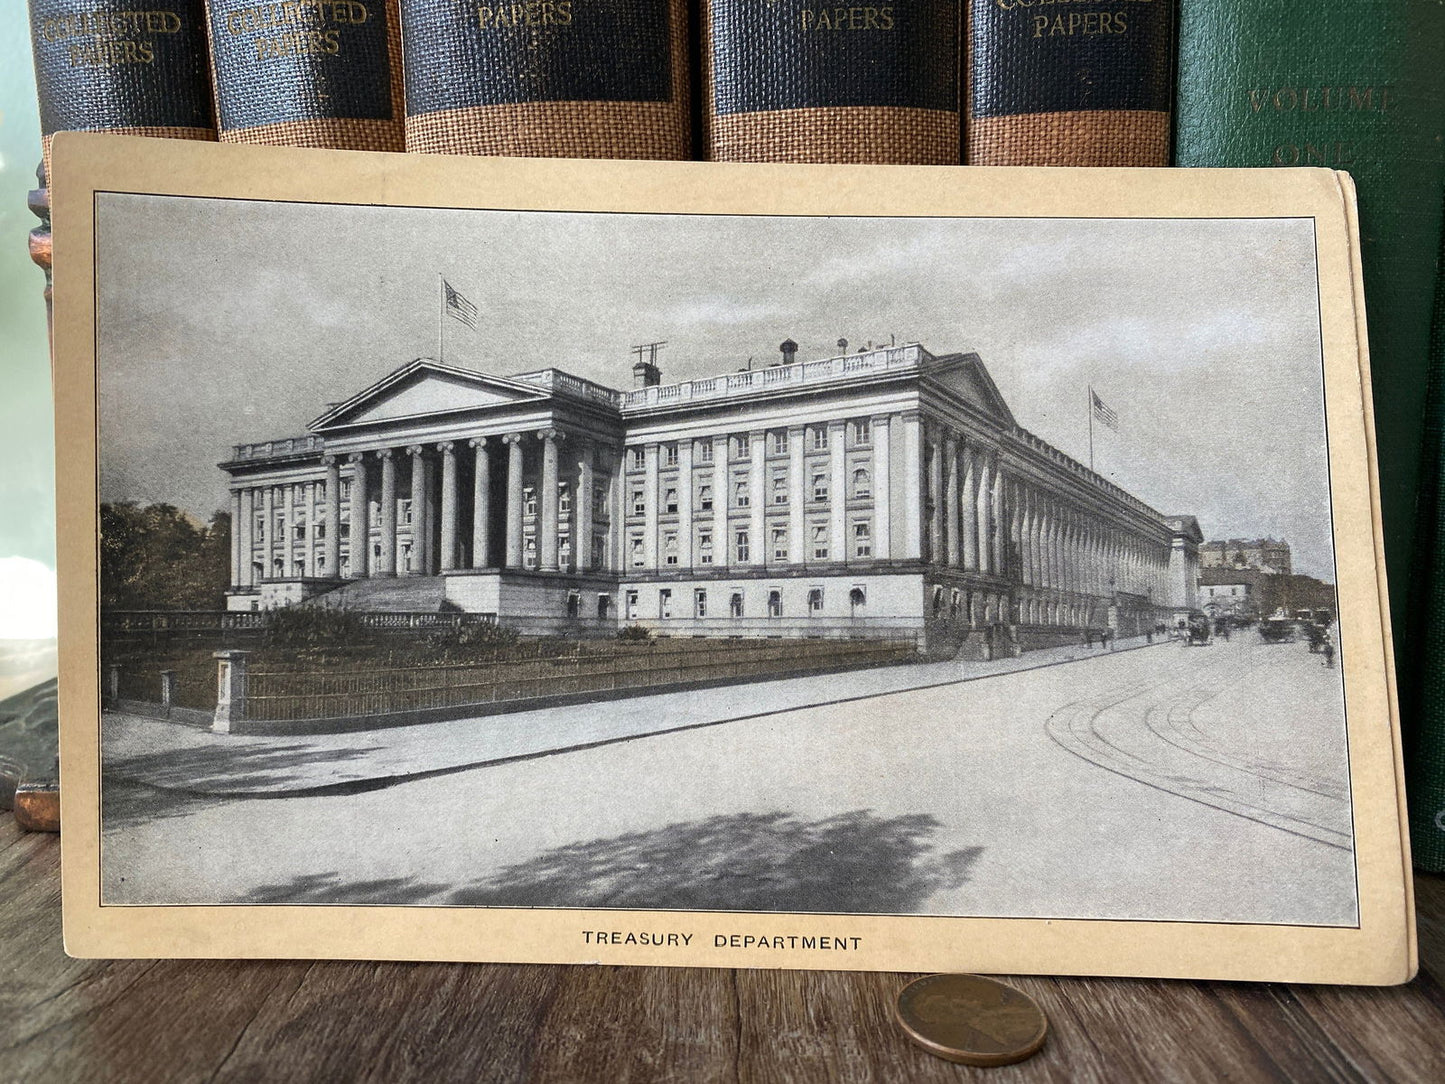 COLLECTED
PAPERS
COLLECTED
PAPERS
COLLECTED
PAPERS
PAPERS
PAPERS
VOLUME
ONE
TREASURY DEPARTMENT